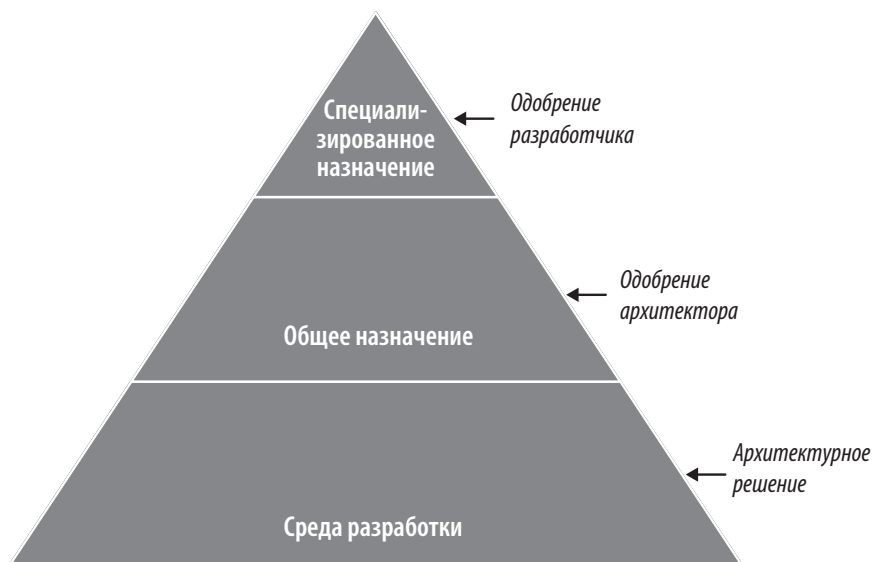 Специали-
зированное
назначение
Одобрение
разработчика
Общее назначение
Одобрение
архитектора
Среда разработки
Архитектурное
решение